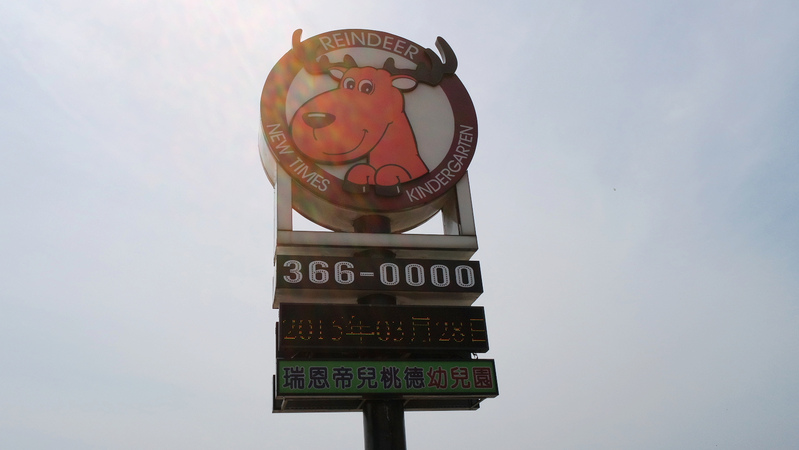 REINDEER
NEW TIMES
KINDERGARTEN
366-0000
2015年03月28日
瑞恩帝兒桃德幼兒園